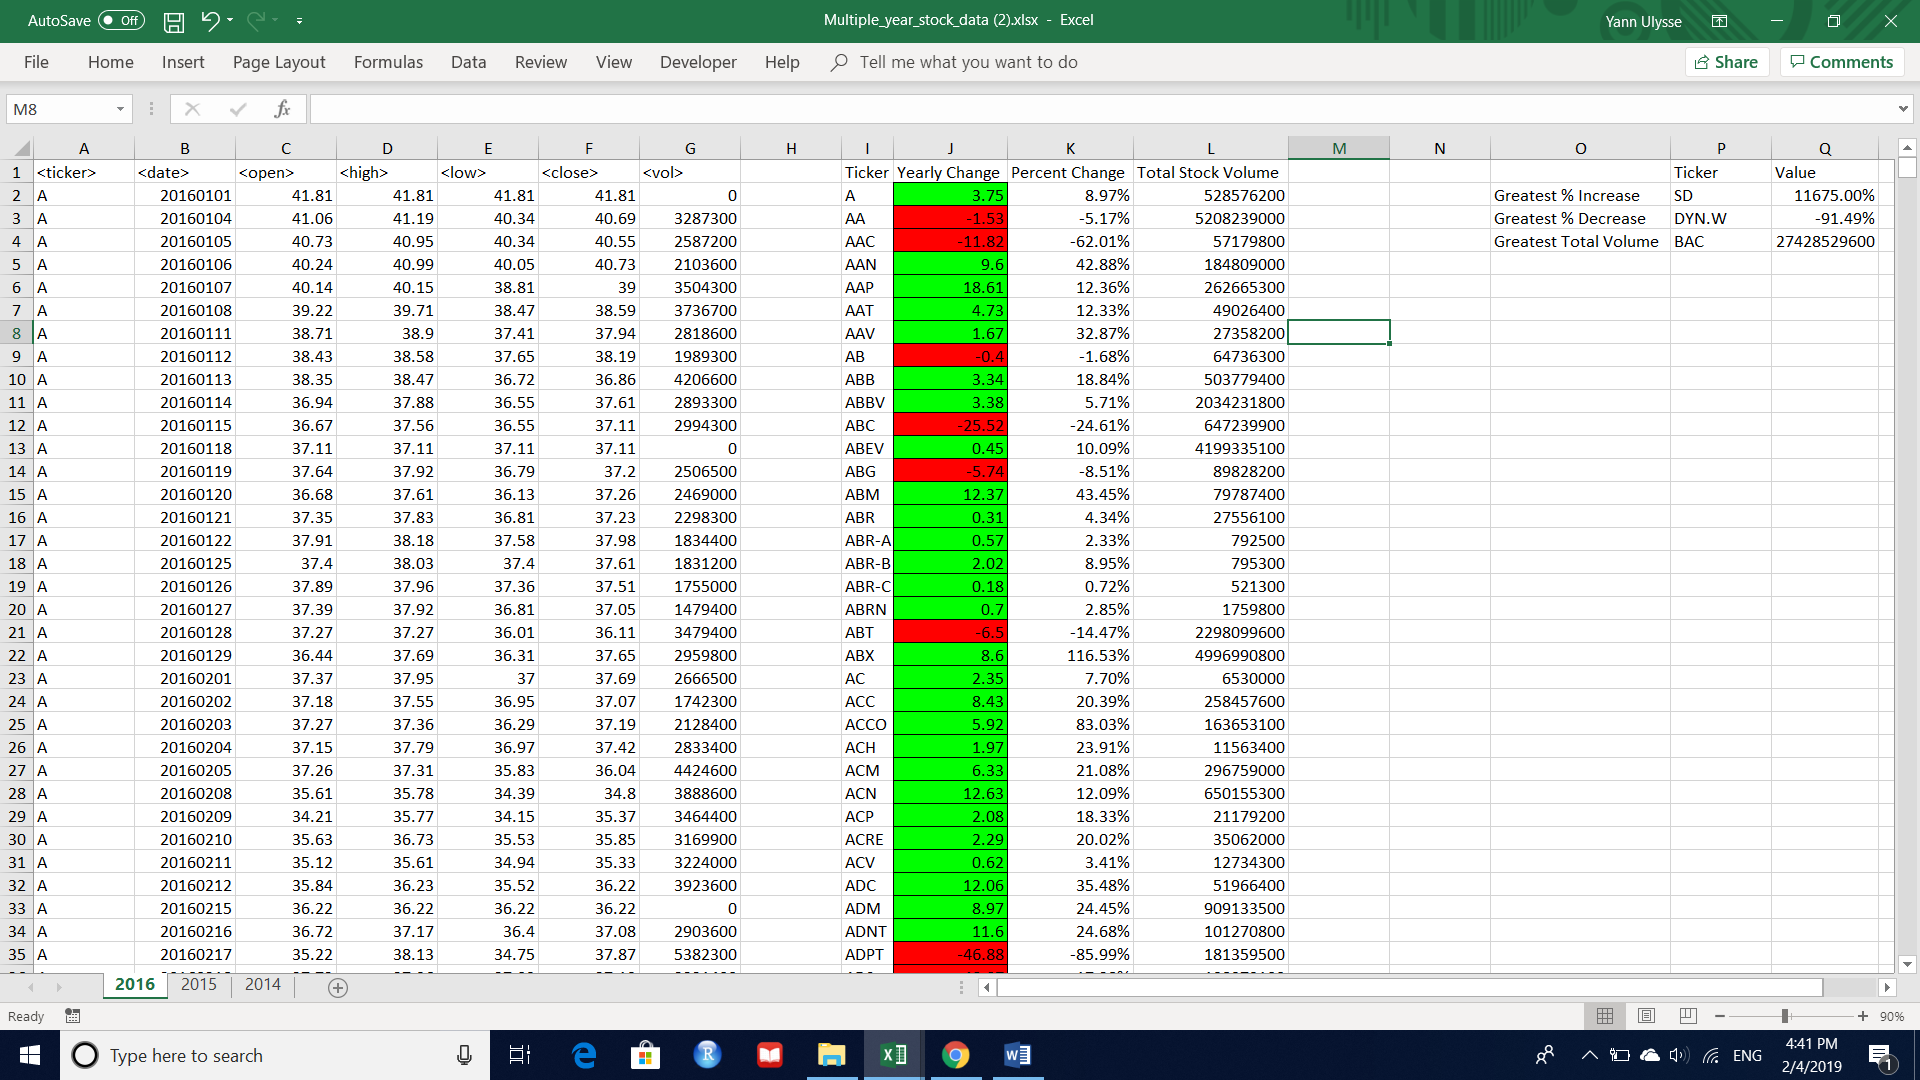 AutoSave Off Multiple_year_stock_data (2).xlsx - Excel Yann Ulysse
File Home Insert Page Layout Formulas Data Review View Developer Help Tell me what you want to do Share Comments
M8 fx
A B C D E F G H I J K L M N O P Q
1 <ticker> <date> <open> <high> <low> <close> <vol> Ticker Yearly Change Percent Change Total Stock Volume Ticker Value
2 A 20160101 41.81 41.81 41.81 41.81 0 A 3.75 8.97% 528576200 Greatest % Increase SD 11675.00%
3 A 20160104 41.06 41.19 40.34 40.69 3287300 AA -1.53 -5.17% 5208239000 Greatest % Decrease DYN.W -91.49%
4 A 20160105 40.73 40.95 40.34 40.55 2587200 AAC -11.82 -62.01% 57179800 Greatest Total Volume BAC 27428529600
5 A 20160106 40.24 40.99 40.05 40.73 2103600 AAN 9.6 42.88% 184809000
6 A 20160107 40.14 40.15 38.81 39 3504300 AAP 18.61 12.36% 262665300
7 A 20160108 39.22 39.71 38.47 38.59 3736700 AAT 4.73 12.33% 49026400
8 A 20160111 38.71 38.9 37.41 37.94 2818600 AAV 1.67 32.87% 27358200
9 A 20160112 38.43 38.58 37.65 38.19 1989300 AB -0.4 -1.68% 64736300
10 A 20160113 38.35 38.47 36.72 36.86 4206600 ABB 3.34 18.84% 503779400
11 A 20160114 36.94 37.88 36.55 37.61 2893300 ABBV 3.38 5.71% 2034231800
12 A 20160115 36.67 37.56 36.55 37.11 2994300 ABC -25.52 -24.61% 647239900
13 A 20160118 37.11 37.11 37.11 37.11 0 ABEV 0.45 10.09% 4199335100
14 A 20160119 37.64 37.92 36.79 37.2 2506500 ABG -5.74 -8.51% 89828200
15 A 20160120 36.68 37.61 36.13 37.26 2469000 ABM 12.37 43.45% 79787400
16 A 20160121 37.35 37.83 36.81 37.23 2298300 ABR 0.31 4.34% 27556100
17 A 20160122 37.91 38.18 37.58 37.98 1834400 ABR-A 0.57 2.33% 792500
18 A 20160125 37.4 38.03 37.4 37.61 1831200 ABR-B 2.02 8.95% 795300
19 A 20160126 37.89 37.96 37.36 37.51 1755000 ABR-C 0.18 0.72% 521300
20 A 20160127 37.39 37.92 36.81 37.05 1479400 ABRN 0.7 2.85% 1759800
21 A 20160128 37.27 37.27 36.01 36.11 3479400 ABT -6.5 -14.47% 2298099600
22 A 20160129 36.44 37.69 36.31 37.65 2959800 ABX 8.6 116.53% 4996990800
23 A 20160201 37.37 37.95 37 37.69 2666500 AC 2.35 7.70% 6530000
24 A 20160202 37.18 37.55 36.95 37.07 1742300 ACC 8.43 20.39% 258457600
25 A 20160203 37.27 37.36 36.29 37.19 2128400 ACCO 5.92 83.03% 163653100
26 A 20160204 37.15 37.79 36.97 37.42 2833400 ACH 1.97 23.91% 11563400
27 A 20160205 37.26 37.31 35.83 36.04 4424600 ACM 6.33 21.08% 296759000
28 A 20160208 35.61 35.78 34.39 34.8 3888600 ACN 12.63 12.09% 650155300
29 A 20160209 34.21 35.77 34.15 35.37 3464400 ACP 2.08 18.33% 21179200
30 A 20160210 35.63 36.73 35.53 35.85 3169900 ACRE 2.29 20.02% 35062000
31 A 20160211 35.12 35.61 34.94 35.33 3224000 ACV 0.62 3.41% 12734300
32 A 20160212 35.84 36.23 35.52 36.22 3923600 ADC 12.06 35.48% 51966400
33 A 20160215 36.22 36.22 36.22 36.22 0 ADM 8.97 24.45% 909133500
34 A 20160216 36.72 37.17 36.4 37.08 2903600 ADNT 11.6 24.68% 101270800
35 A 20160217 35.22 38.13 34.75 37.87 5382300 ADPT -46.88 -85.99% 181359500
2016 2015 2014
Ready 90%
Type here to search ENG 4:41 PM
2/4/2019 1